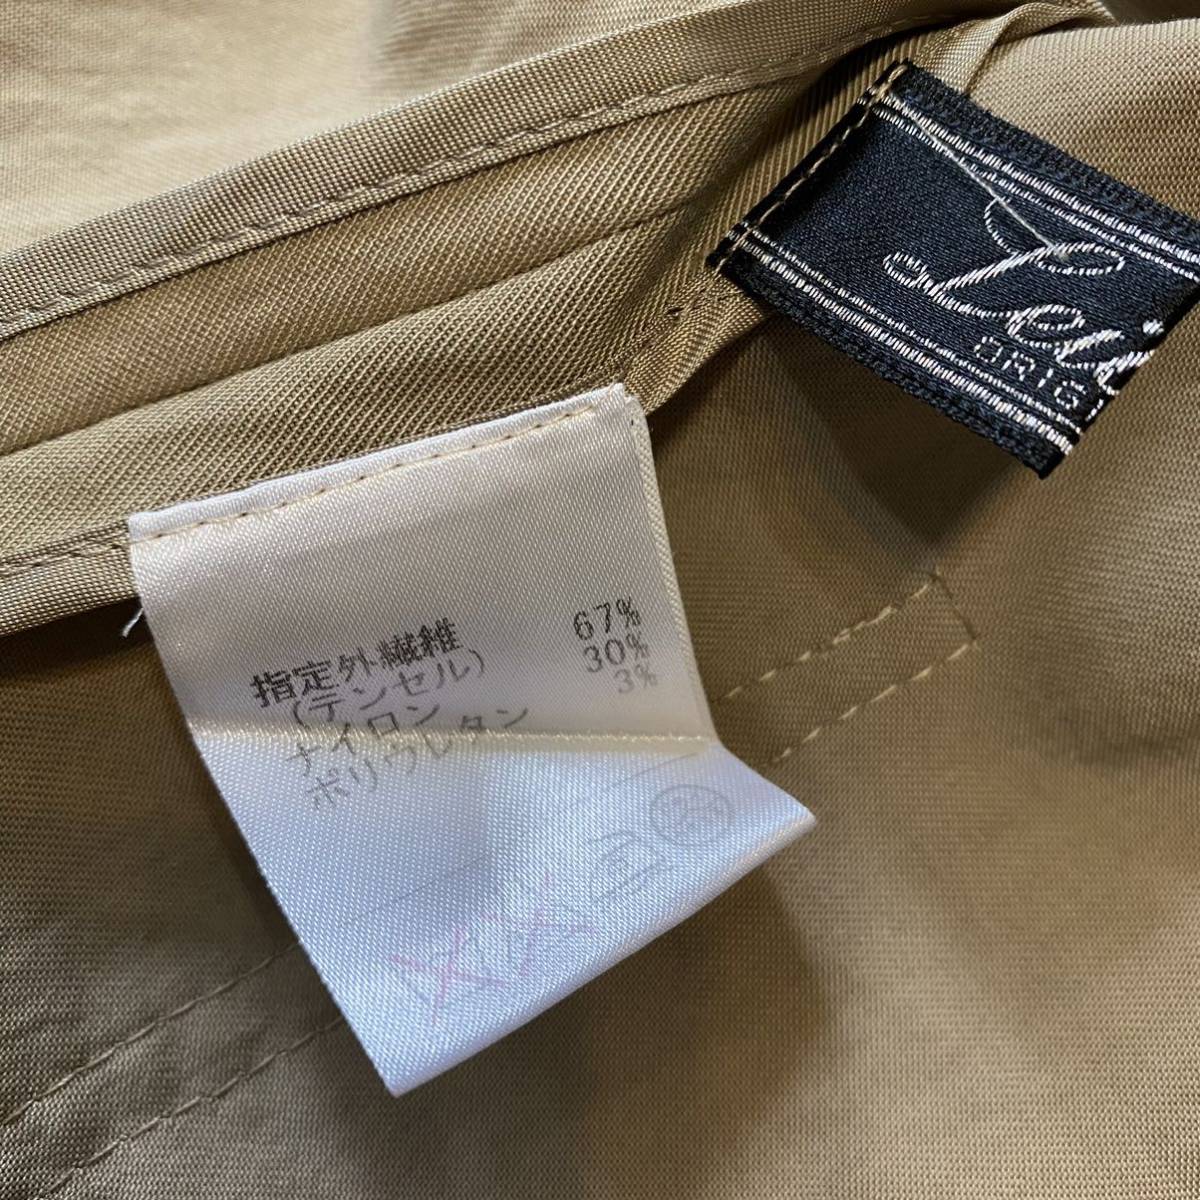 指定外繊維 67%
(テンセル)
ナイロン 30%
ポリウレタン 3%